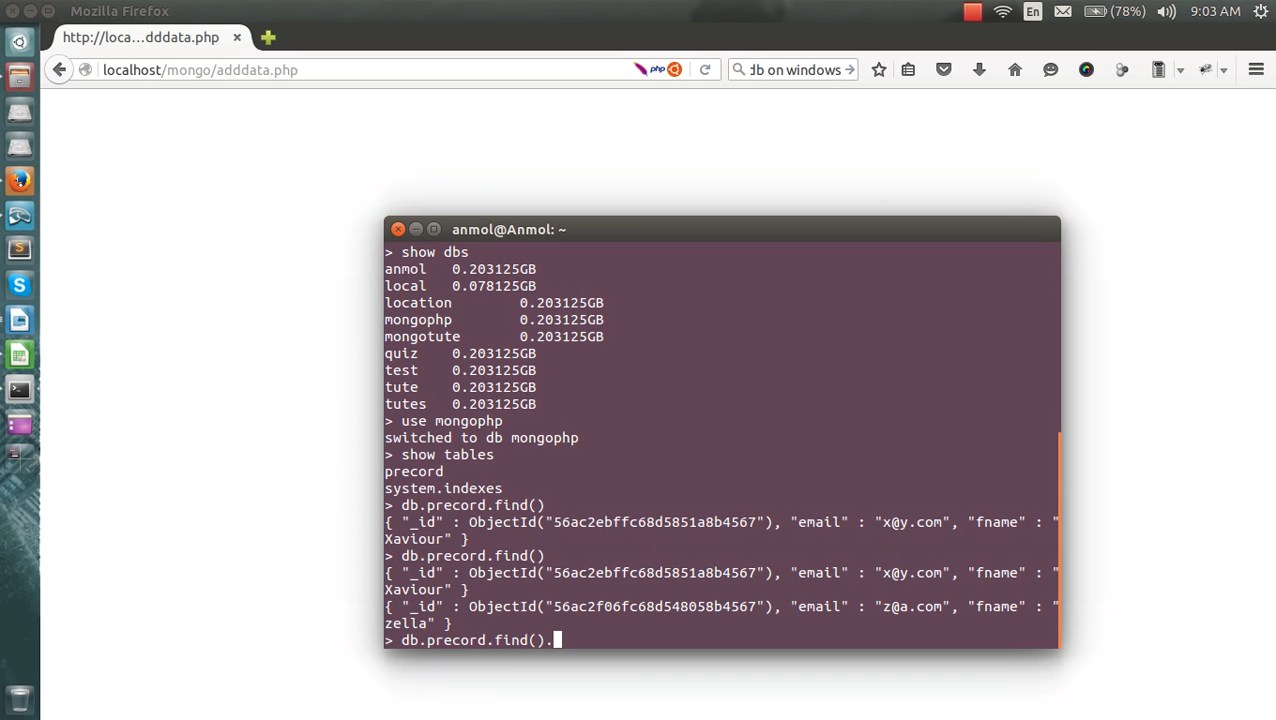 Mozilla Firefox
En
(78%)
9:03 AM
http://loca...dddata.php
localhost/mongo/adddata.php
php
db on windows
anmol@Anmol: ~
> show dbs
anmol 0.203125GB
local 0.078125GB
location 0.203125GB
mongophp 0.203125GB
mongotute 0.203125GB
quiz 0.203125GB
test 0.203125GB
tute 0.203125GB
tutes 0.203125GB
> use mongophp
switched to db mongophp
> show tables
precord
system.indexes
> db.precord.find()
{ "_id" : ObjectId("56ac2ebffc68d5851a8b4567"), "email" : "x@y.com", "fname" : "
Xaviour" }
> db.precord.find()
{ "_id" : ObjectId("56ac2ebffc68d5851a8b4567"), "email" : "x@y.com", "fname" : "
Xaviour" }
{ "_id" : ObjectId("56ac2f06fc68d548058b4567"), "email" : "z@a.com", "fname" : "
zella" }
> db.precord.find().